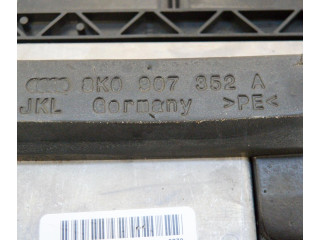 8K0 907 352 A
JKL Germany >PE<